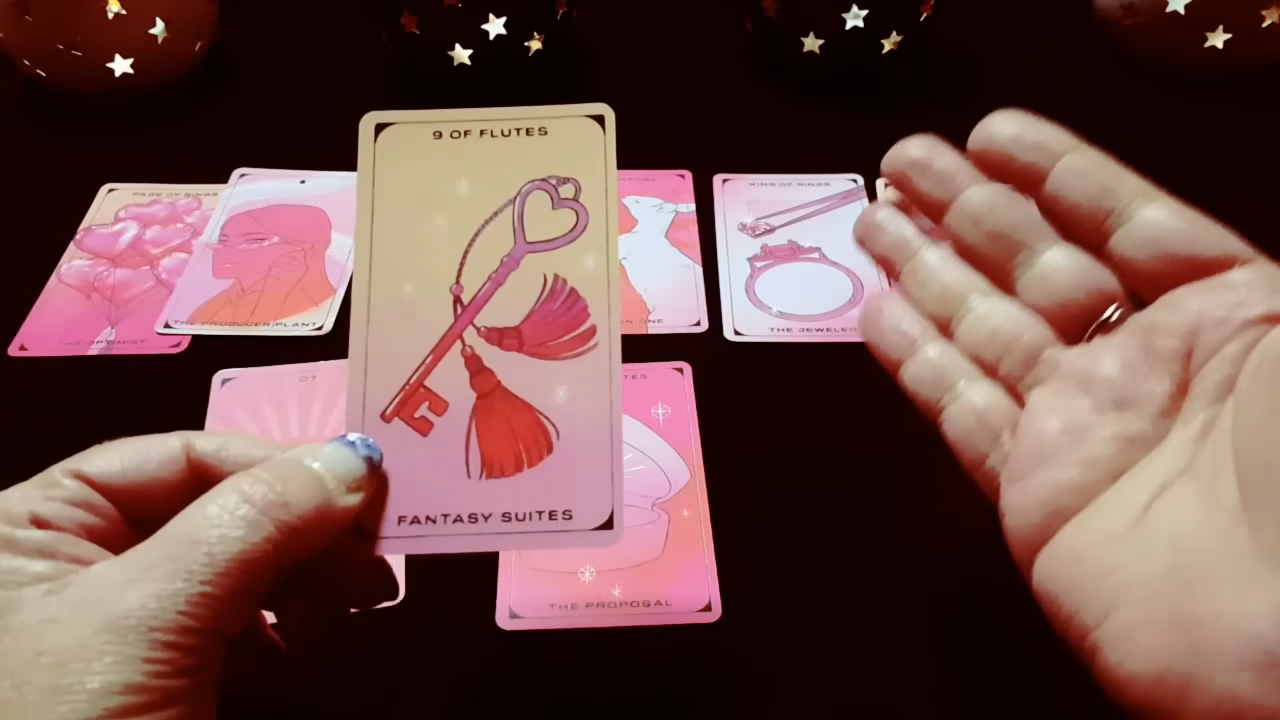 9 OF FLUTES
FANTASY SUITES
PAGE OF RINGS
THE OPTIMIST
THE PRODUCER PLANT
KING OF RINGS
THE JEWELER
07
THE PROPOSAL